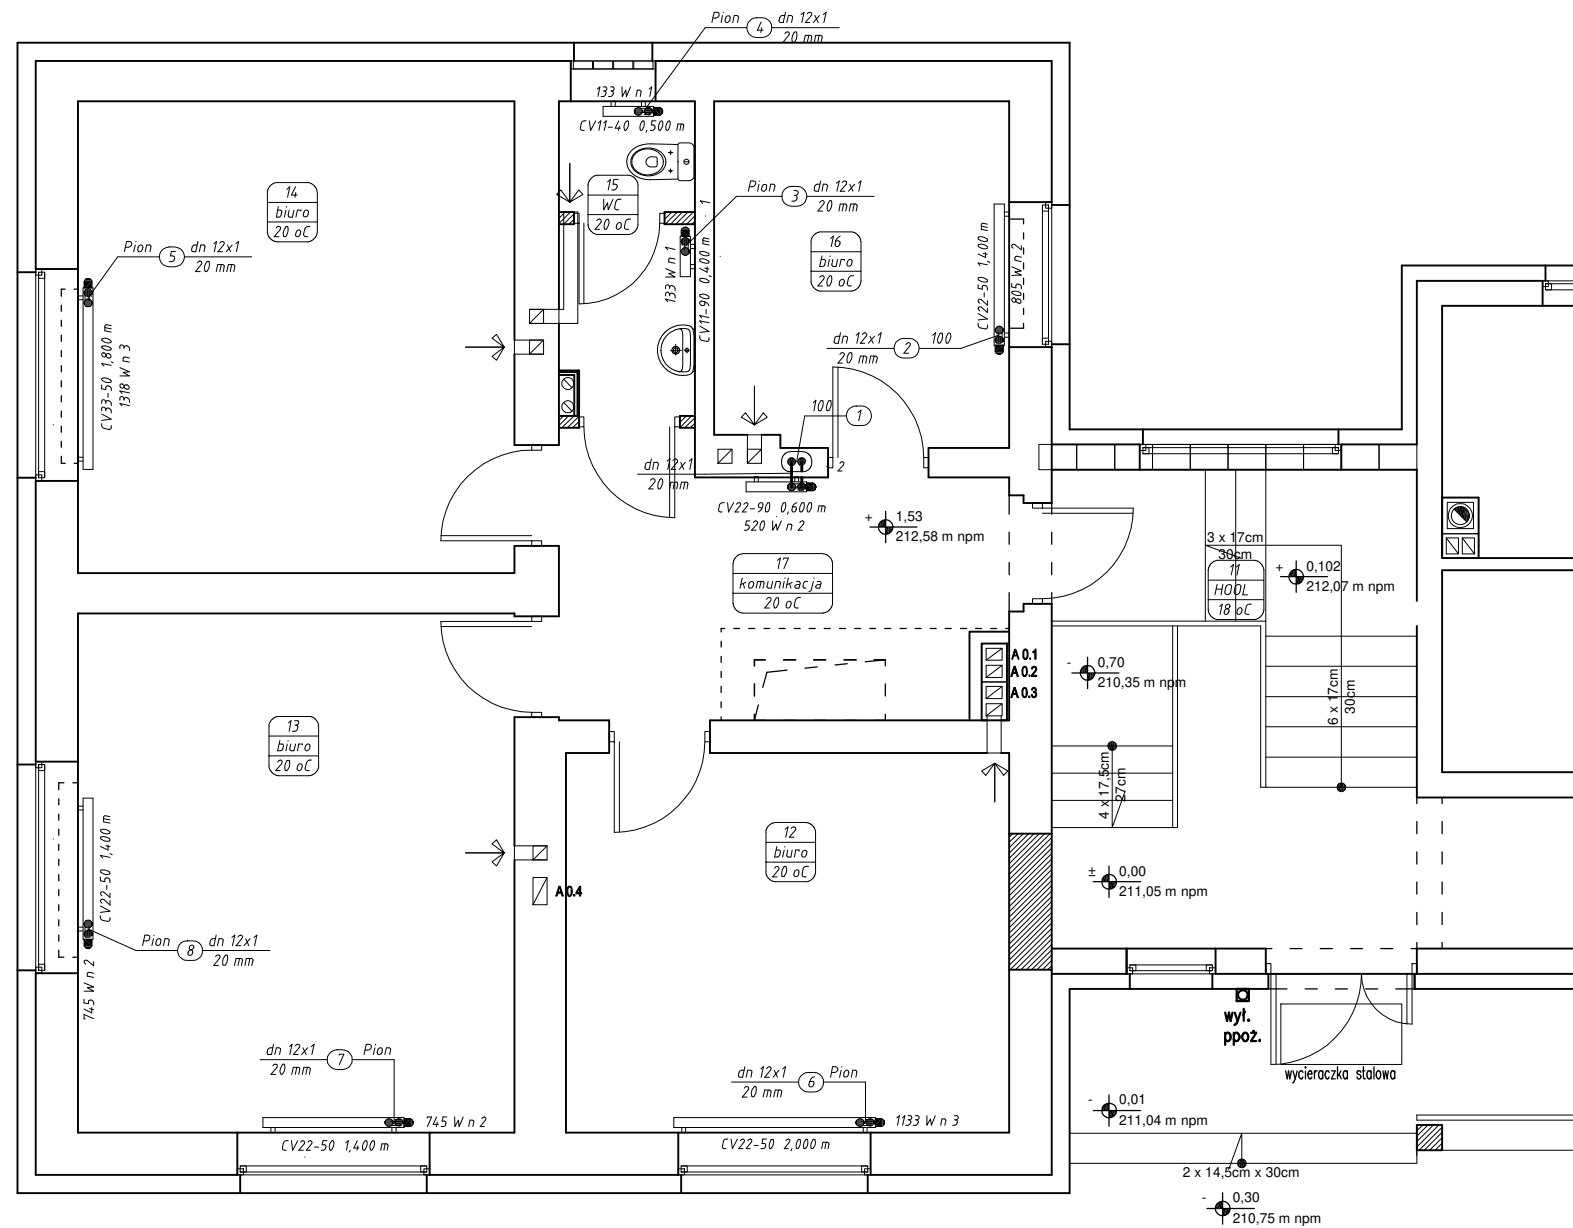 Pion 4 dn 12x1
20 mm
133 W n 1
CV11-40 0,500 m
14
biuro
20 oC
15
WC
20 oC
Pion 3 dn 12x1
20 mm
133 W n 1
CV11-90 0,400 m
1
16
biuro
20 oC
CV22-50 1,400 m
805 W n 2
Pion 5 dn 12x1
20 mm
CV33-50 1,800 m
1318 W n 3
dn 12x1 2 100
20 mm
100 1
2
dn 12x1
20 mm
CV22-90 0,600 m
520 W n 2
+ 1,53
212,58 m npm
17
komunikacja
20 oC
3 x 17cm
30cm
11
HOOL
18 oC
+ 0,102
212,07 m npm
A 0.1
A 0.2
A 0.3
- 0,70
210,35 m npm
6 x 17cm
30cm
13
biuro
20 oC
4 x 17,5cm
27cm
12
biuro
20 oC
CV22-50 1,400 m
A 0.4
± 0,00
211,05 m npm
Pion 8 dn 12x1
20 mm
745 W n 2
wył.
ppoż.
wycieraczka stalowa
dn 12x1 7 Pion
20 mm
dn 12x1 6 Pion
20 mm
745 W n 2
1133 W n 3
CV22-50 1,400 m
CV22-50 2,000 m
- 0,01
211,04 m npm
2 x 14,5cm x 30cm
- 0,30
210,75 m npm